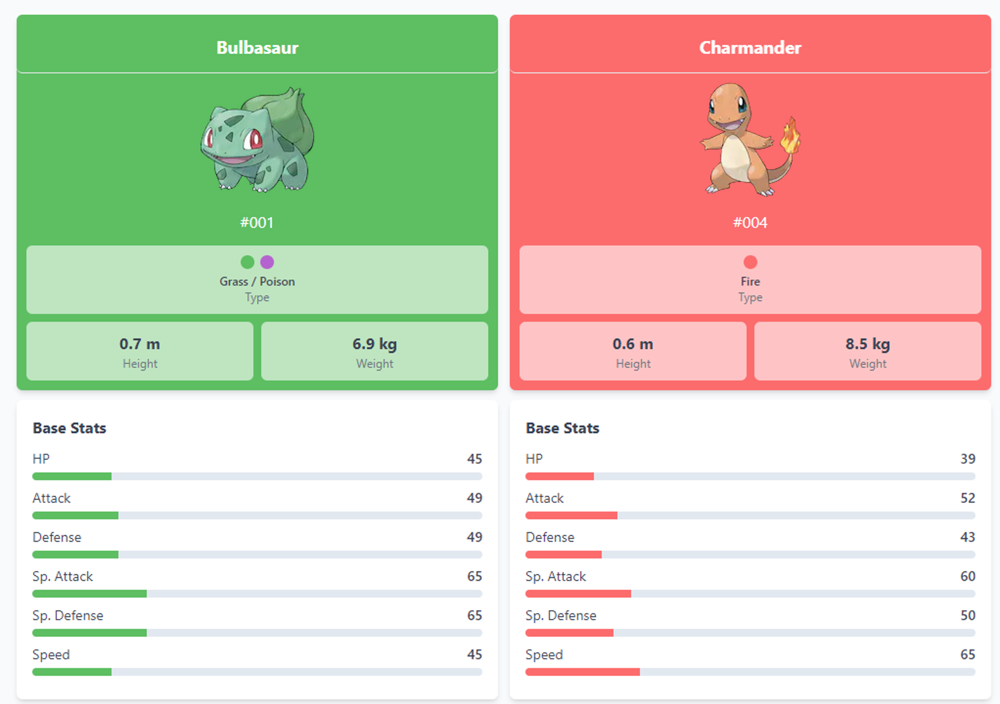 Bulbasaur
#001
Grass / Poison
Type
0.7 m
Height
6.9 kg
Weight
Base Stats
HP 45
Attack 49
Defense 49
Sp. Attack 65
Sp. Defense 65
Speed 45
Charmander
#004
Fire
Type
0.6 m
Height
8.5 kg
Weight
Base Stats
HP 39
Attack 52
Defense 43
Sp. Attack 60
Sp. Defense 50
Speed 65